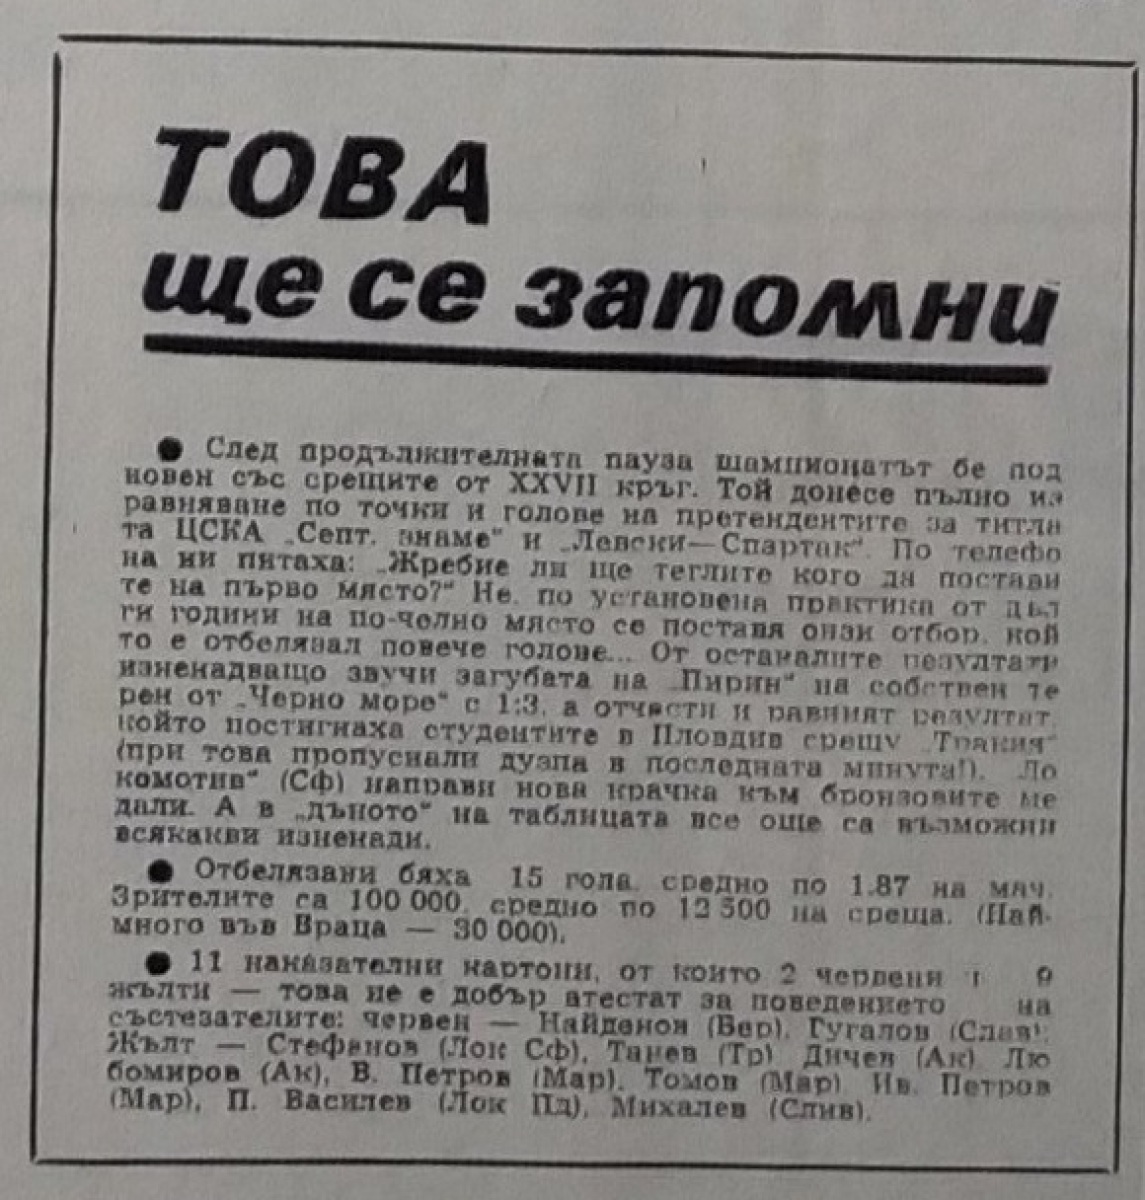 ТОВА
ще се запомни
● След продължителната пауза шампионатът бе под
новен със срещите от XXVII кръг. Той донесе пълно из
равняване по точки и голове на претендентите за титла
та ЦСКА „Септ. знаме“ и „Левски—Спартак“. По телефо
на ни питаха: „Жребие ли ще теглите кого да постави
те на първо място?“ Не, по установена практика от дъл
ги години на по-челно място се поставя онзи отбор, кой
то е отбелязал повече голове... От останалите резултати
изненадващо звучи загубата на „Пирин“ на собствен те
рен от „Черно море“ с 1:3, а отчасти и равният резултат,
който постигнаха студентите в Пловдив срещу „Тракия“
(при това пропуснали дузпа в последната минута!). „Ло
комотив“ (Сф) направи нова крачка към бронзовите ме
дали. А в „дъното“ на таблицата все още са възможни
всякакви изненади.
● Отбелязани бяха 15 гола, средно по 1.87 на мач.
Зрителите са 100 000, средно по 12 500 на среща. (Най-
много във Враца — 30 000).
● 11 наказателни картони, от които 2 червени 9
жълти — това не е добър атестат за поведението на
състезателите: червен — Найденов (Бер), Гугалов (Слав);
Жълт — Стефанов (Лок Сф), Танев (Тр), Дичев (Ак), Лю
бомиров (Ак), В. Петров (Мар), Томов (Мар), Ив. Петров
(Мар), П. Василев (Лок Пд), Михалев (Слив).